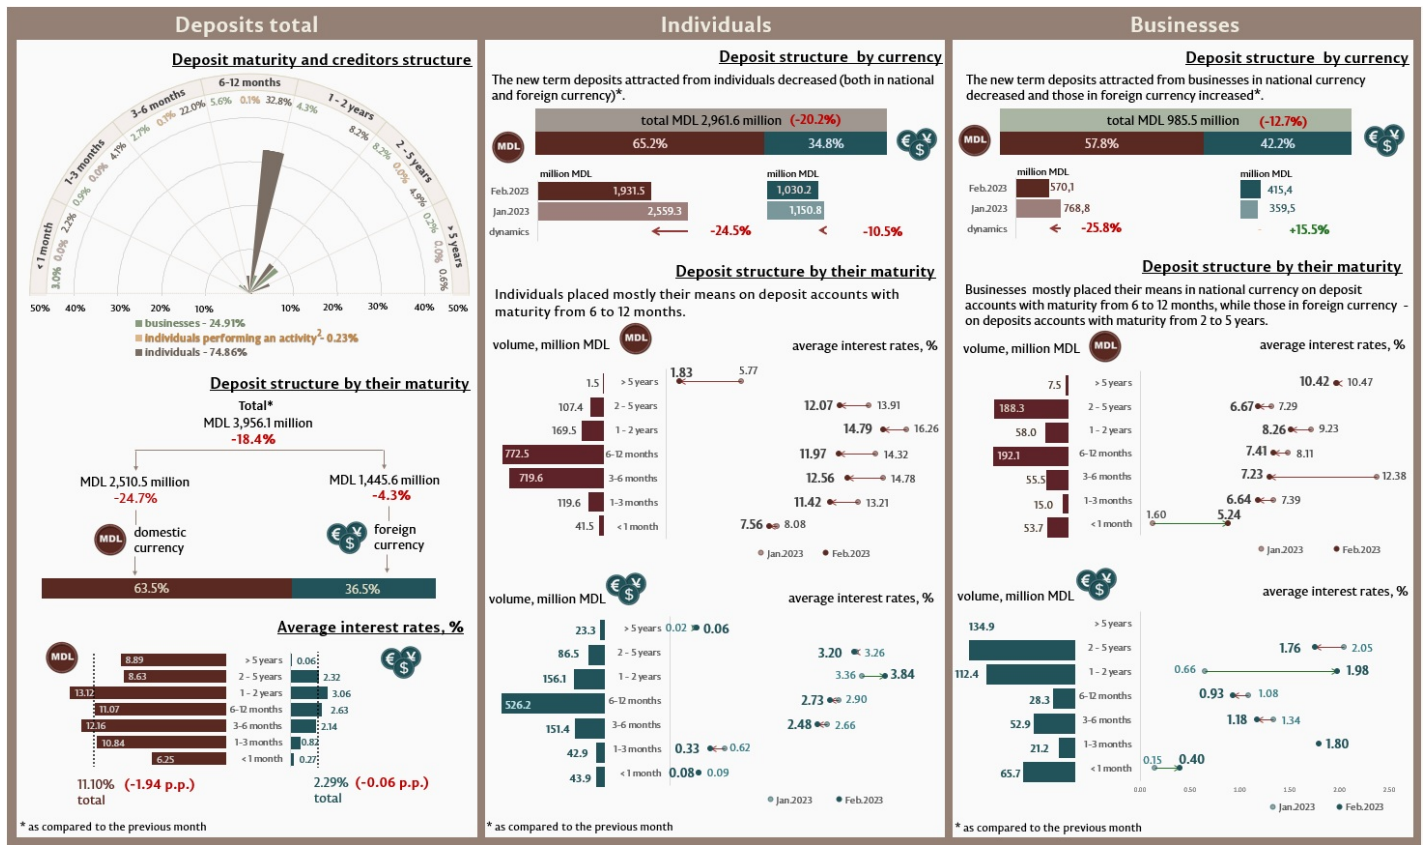 Deposits total
Deposit maturity and creditors structure
< 1 month
1-3 months
3-6 months
6-12 months
1 - 2 years
2 - 5 years
> 5 years
3.0% 0.0% 2.2%
0.9% 0.0% 4.1%
2.7% 0.1% 22.0%
5.6% 0.1% 32.8%
4.3% 8.2%
8.2% 0.0% 4.9%
0.2% 0.0% 0.6%
50% 40% 30% 20% 10% 10% 20% 30% 40% 50%
businesses - 24.91%
individuals performing an activity2- 0.23%
individuals - 74.86%
Deposit structure by their maturity
Total*
MDL 3,956.1 million
-18.4%
MDL 2,510.5 million
-24.7%
MDL 1,445.6 million
-4.3%
MDL
domestic
currency
€ ¥ $
foreign
currency
63.5% 36.5%
Average interest rates, %
MDL
€ ¥ $
8.89 > 5 years 0.06
8.63 2 - 5 years 2.32
13.12 1 - 2 years 3.06
11.07 6-12 months 2.63
12.16 3-6 months 2.14
10.84 1-3 months 0.82
6.25 < 1 month 0.27
11.10% (-1.94 p.p.)
total
2.29% (-0.06 p.p.)
total
* as compared to the previous month
Individuals
Deposit structure by currency
The new term deposits attracted from individuals decreased (both in national
and foreign currency)*.
total MDL 2,961.6 million (-20.2%)
MDL
65.2% 34.8%
€ ¥ $
million MDL million MDL
Feb.2023 1,931.5 1,030.2
Jan.2023 2,559.3 1,150.8
dynamics -24.5% -10.5%
Deposit structure by their maturity
Individuals placed mostly their means on deposit accounts with
maturity from 6 to 12 months.
volume, million MDL MDL average interest rates, %
1.5 > 5 years 1.83 5.77
107.4 2 - 5 years 12.07 13.91
169.5 1 - 2 years 14.79 16.26
772.5 6-12 months 11.97 14.32
719.6 3-6 months 12.56 14.78
119.6 1-3 months 11.42 13.21
41.5 < 1 month 7.56 8.08
Jan.2023 Feb.2023
€ ¥ $
volume, million MDL average interest rates, %
23.3 > 5 years 0.02 0.06
86.5 2 - 5 years 3.20 3.26
156.1 1 - 2 years 3.36 3.84
526.2 6-12 months 2.73 2.90
151.4 3-6 months 2.48 2.66
42.9 1-3 months 0.33 0.62
43.9 < 1 month 0.08 0.09
Jan.2023 Feb.2023
* as compared to the previous month
Businesses
Deposit structure by currency
The new term deposits attracted from businesses in national currency
decreased and those in foreign currency increased*.
total MDL 985.5 million (-12.7%)
MDL
57.8% 42.2%
€ ¥ $
million MDL million MDL
Feb.2023 570,1 415,4
Jan.2023 768,8 359,5
dynamics -25.8% +15.5%
Deposit structure by their maturity
Businesses mostly placed their means in national currency on deposit
accounts with maturity from 6 to 12 months, while those in foreign currency -
on deposits accounts with maturity from 2 to 5 years.
volume, million MDL MDL average interest rates, %
7.5 > 5 years 10.42 10.47
188.3 2 - 5 years 6.67 7.29
58.0 1 - 2 years 8.26 9.23
192.1 6-12 months 7.41 8.11
55.5 3-6 months 7.23 12.38
15.0 1-3 months 6.64 7.39
53.7 < 1 month 1.60 5.24
Jan.2023 Feb.2023
€ ¥ $
volume, million MDL average interest rates, %
> 5 years
134.9 2 - 5 years 1.76 2.05
112.4 1 - 2 years 0.66 1.98
28.3 6-12 months 0.93 1.08
52.9 3-6 months 1.18 1.34
21.2 1-3 months 1.80
65.7 < 1 month 0.15 0.40
0.00 0.50 1.00 1.50 2.00 2.50
Jan.2023 Feb.2023
* as compared to the previous month